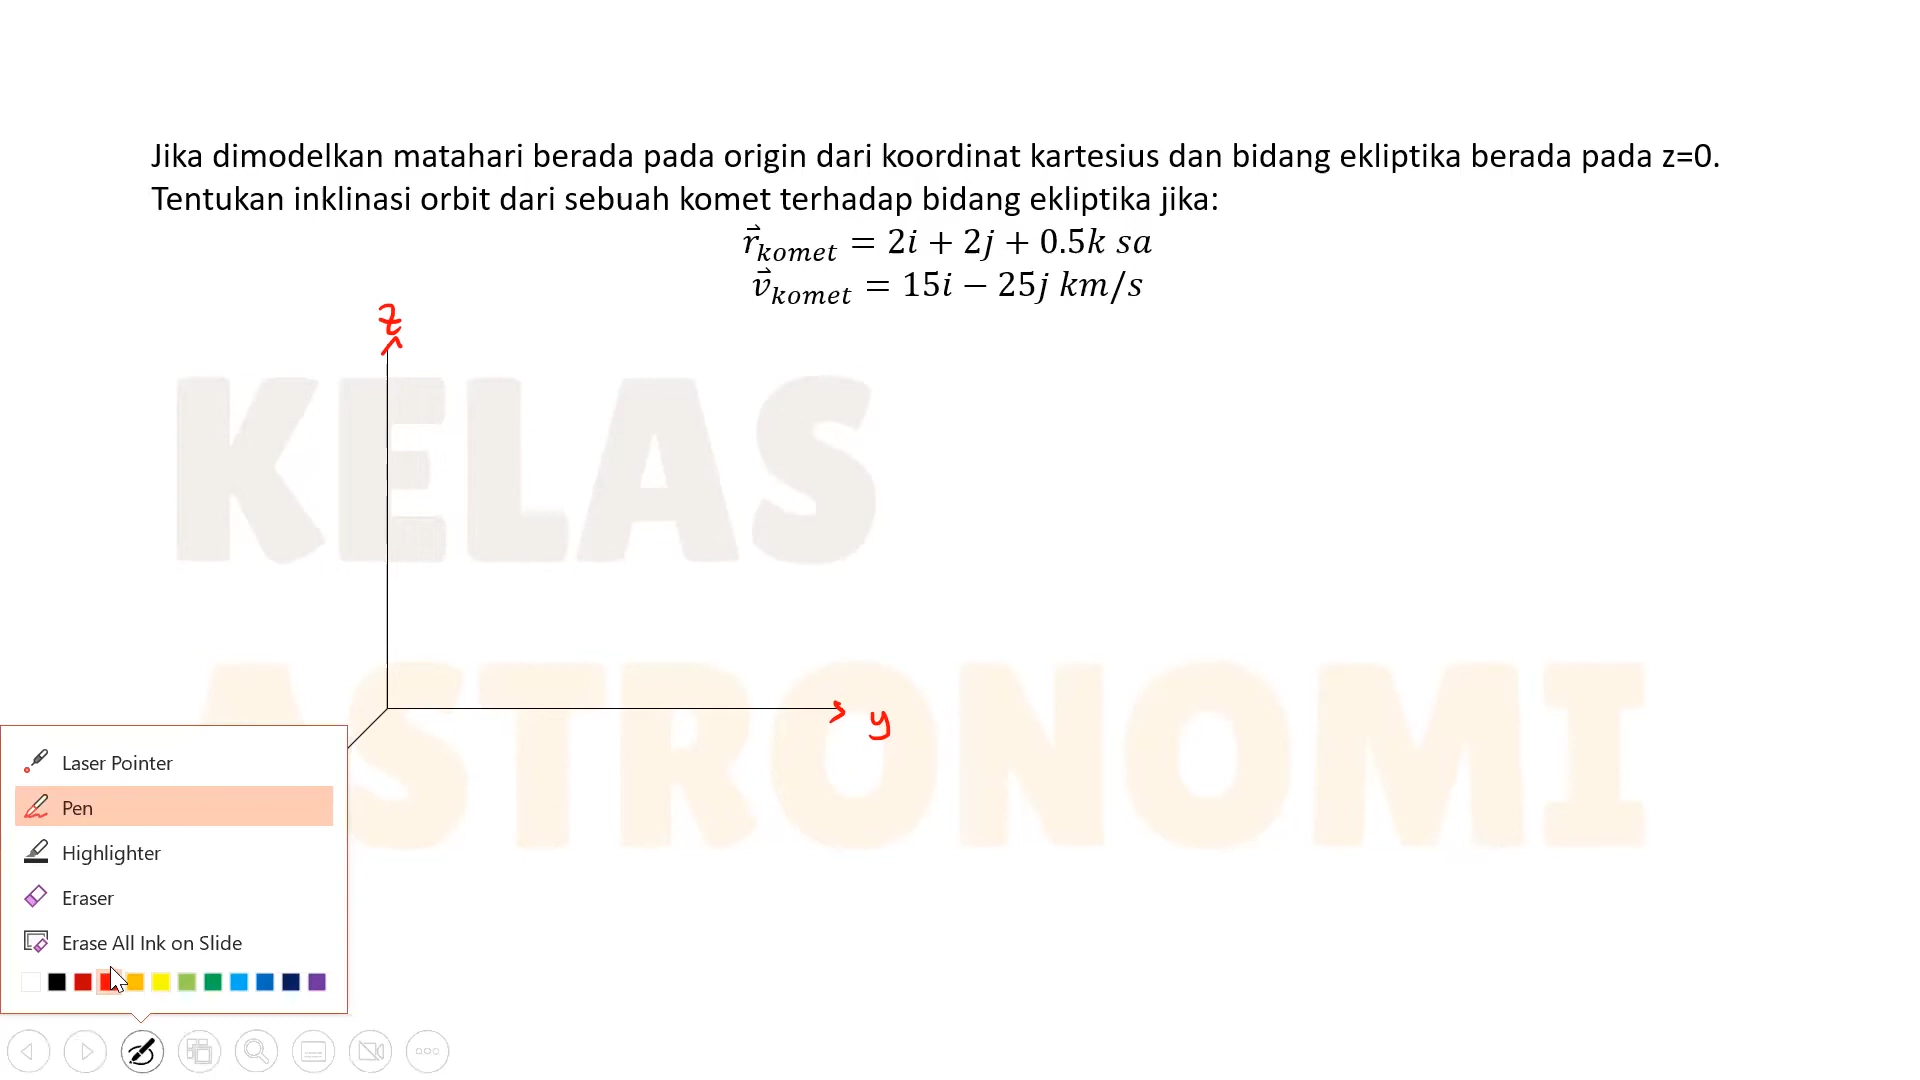 Jika dimodelkan matahari berada pada origin dari koordinat kartesius dan bidang ekliptika berada pada z=0.
Tentukan inklinasi orbit dari sebuah komet terhadap bidang ekliptika jika:
r⃗_komet = 2i + 2j + 0.5k sa
v⃗_komet = 15i − 25j km/s
z
KELAS
ASTRONOMI
y
Laser Pointer
Pen
Highlighter
Eraser
Erase All Ink on Slide